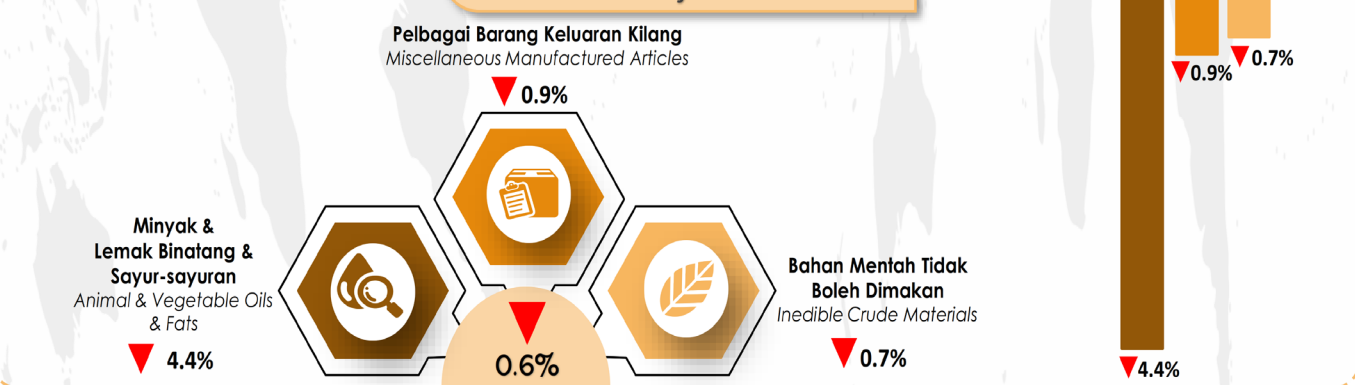 Pelbagai Barang Keluaran Kilang
Miscellaneous Manufactured Articles
0.9%
Minyak &
Lemak Binatang &
Sayur-sayuran
Animal & Vegetable Oils
& Fats
4.4%
0.6%
Bahan Mentah Tidak
Boleh Dimakan
Inedible Crude Materials
0.7%
0.9%
0.7%
4.4%